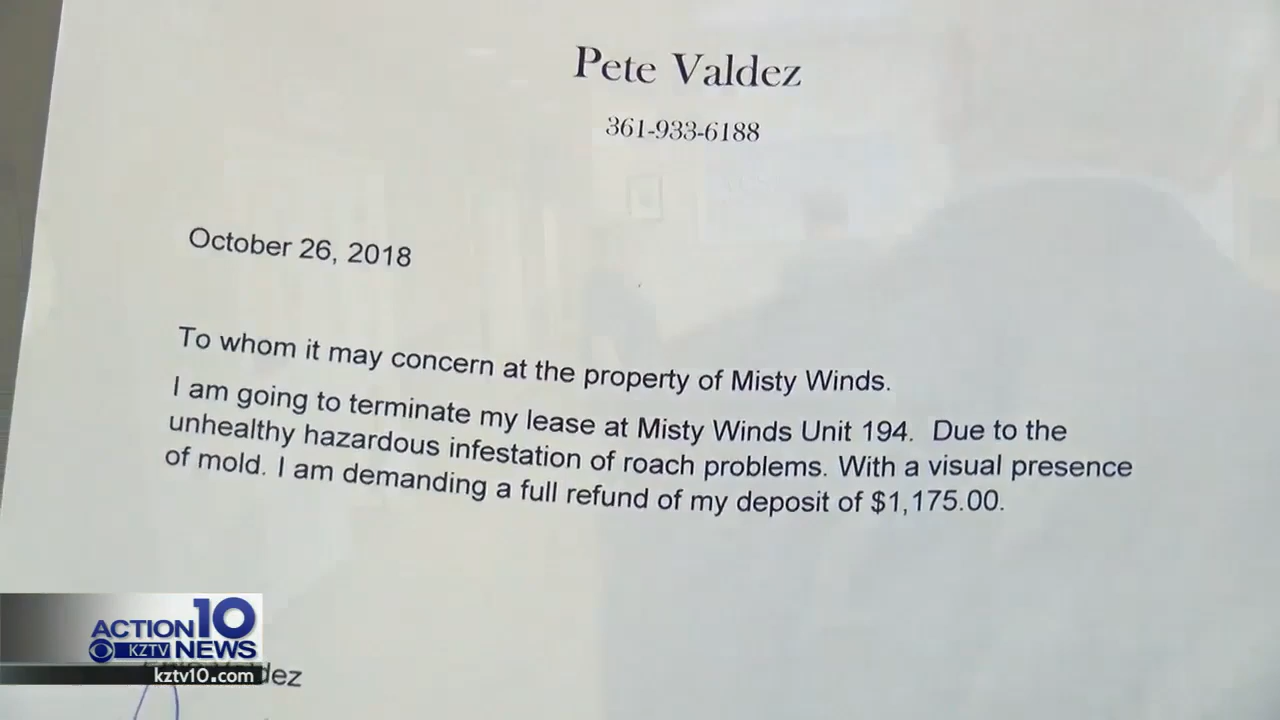 Pete Valdez
361-933-6188
October 26, 2018
To whom it may concern at the property of Misty Winds.
I am going to terminate my lease at Misty Winds Unit 194. Due to the
unhealthy hazardous infestation of roach problems. With a visual presence
of mold. I am demanding a full refund of my deposit of $1,175.00.
ACTION 10
KZTV NEWS
kztv10.com